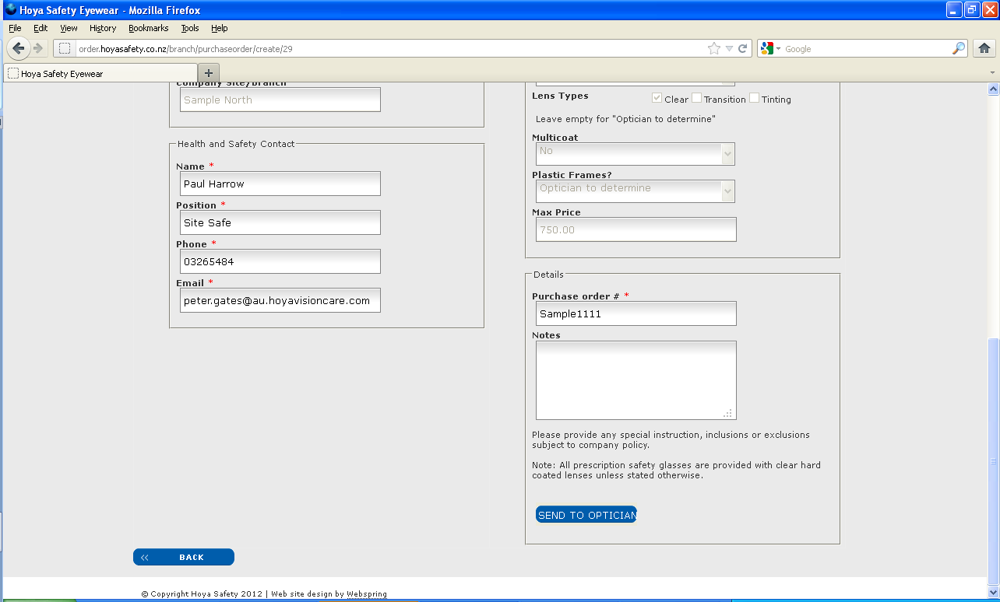 Hoya Safety Eyewear - Mozilla Firefox
File Edit View History Bookmarks Tools Help
order.hoyasafety.co.nz/branch/purchaseorder/create/29
Google
Hoya Safety Eyewear
Company Site/Branch
Sample North
Health and Safety Contact
Name *
Paul Harrow
Position *
Site Safe
Phone *
03265484
Email *
peter.gates@au.hoyavisioncare.com
Lens Types
Clear Transition Tinting
Leave empty for "Optician to determine"
Multicoat
No
Plastic Frames?
Optician to determine
Max Price
750.00
Details
Purchase order # *
Sample1111
Notes
Please provide any special instruction, inclusions or exclusions
subject to company policy.
Note: All prescription safety glasses are provided with clear hard
coated lenses unless stated otherwise.
SEND TO OPTICIAN
« BACK
© Copyright Hoya Safety 2012 | Web site design by Webspring